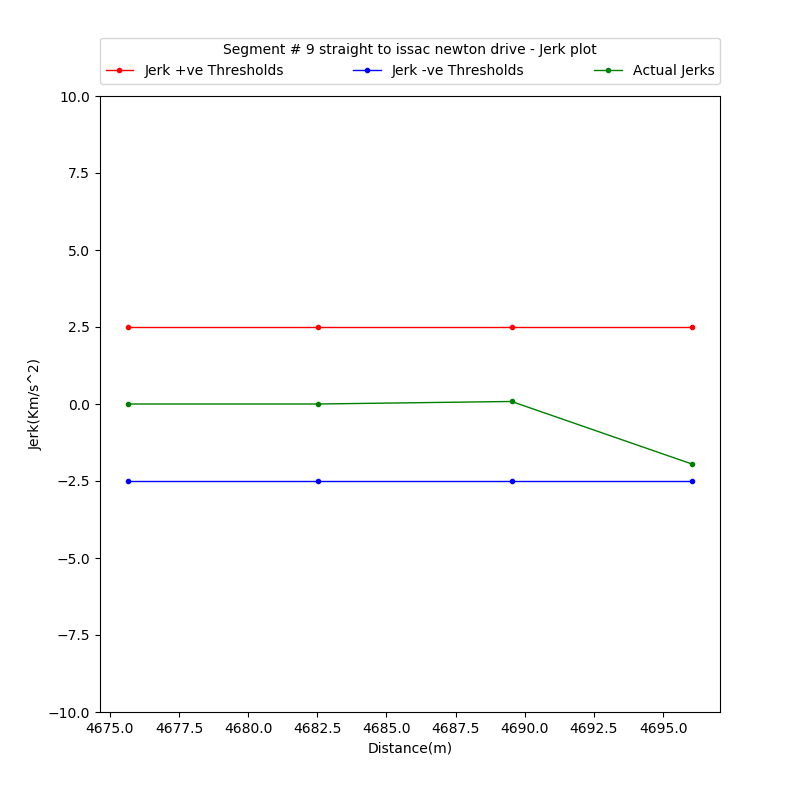 Segment # 9 straight to issac newton drive - Jerk plot
Jerk +ve Thresholds Jerk -ve Thresholds Actual Jerks
10.0
7.5
5.0
2.5
0.0
−2.5
−5.0
−7.5
−10.0
Jerk(Km/s^2)
4675.0 4677.5 4680.0 4682.5 4685.0 4687.5 4690.0 4692.5 4695.0
Distance(m)